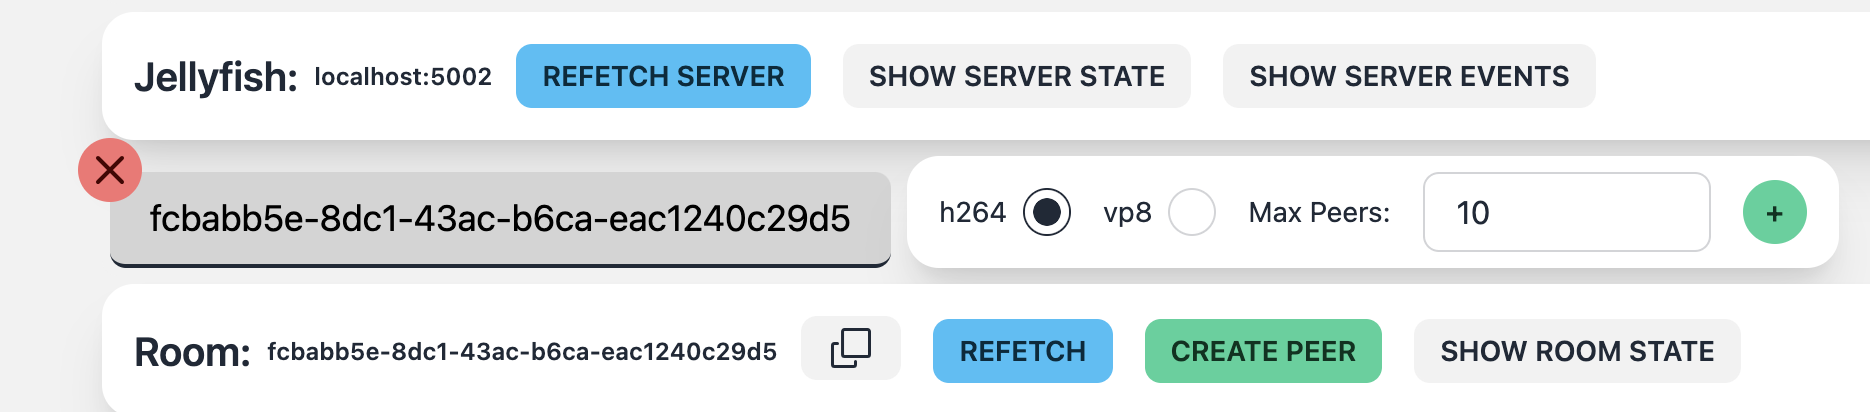 Jellyfish: localhost:5002 REFETCH SERVER SHOW SERVER STATE SHOW SERVER EVENTS
fcbabb5e-8dc1-43ac-b6ca-eac1240c29d5 h264 vp8 Max Peers: 10 +
Room: fcbabb5e-8dc1-43ac-b6ca-eac1240c29d5 REFETCH CREATE PEER SHOW ROOM STATE